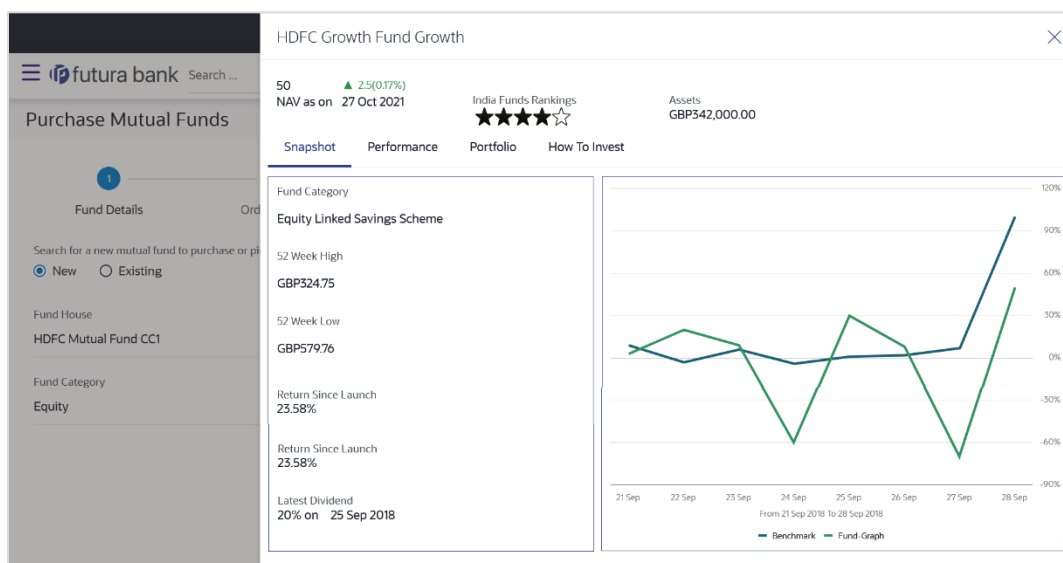 HDFC Growth Fund Growth
futura bank Search ...
Purchase Mutual Funds
1
Fund Details
Ord
Search for a new mutual fund to purchase or pi
New Existing
Fund House
HDFC Mutual Fund CC1
Fund Category
Equity
50 ▲ 2.5(0.17%)
NAV as on 27 Oct 2021
India Funds Rankings
Assets
GBP342,000.00
Snapshot Performance Portfolio How To Invest
Fund Category
Equity Linked Savings Scheme
52 Week High
GBP324.75
52 Week Low
GBP579.76
Return Since Launch
23.58%
Return Since Launch
23.58%
Latest Dividend
20% on 25 Sep 2018
120%
90%
60%
30%
0%
-30%
-60%
-90%
21 Sep 22 Sep 23 Sep 24 Sep 25 Sep 26 Sep 27 Sep 28 Sep
From 21 Sep 2018 To 28 Sep 2018
Benchmark Fund-Graph